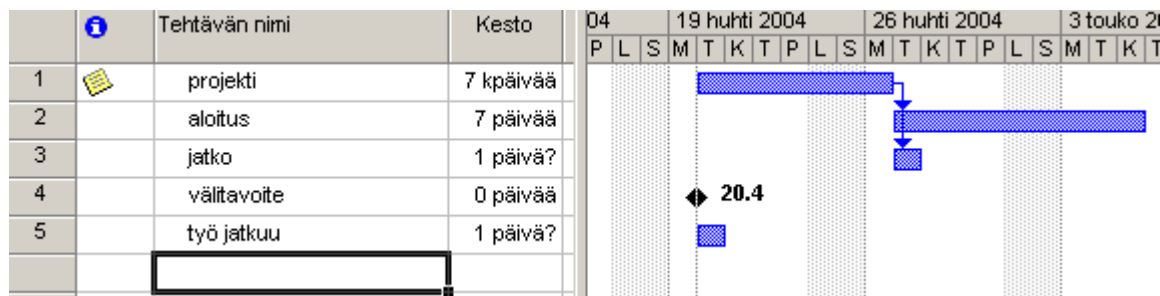 Tehtävän nimi Kesto 04 19 huhti 2004 26 huhti 2004 3 touko 20
P L S M T K T P L S M T K T P L S M T K T
1 projekti 7 kpäivää
2 aloitus 7 päivää
3 jatko 1 päivä?
4 välitavoite 0 päivää 20.4
5 työ jatkuu 1 päivä?